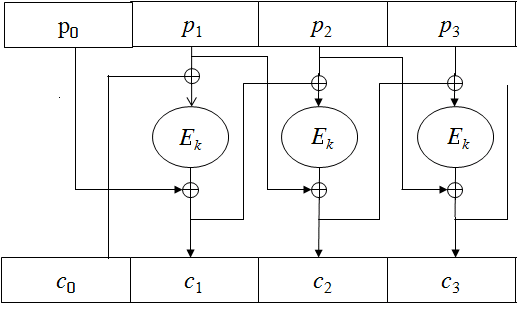 p₀ p₁ p₂ p₃
Eₖ Eₖ Eₖ
c₀ c₁ c₂ c₃